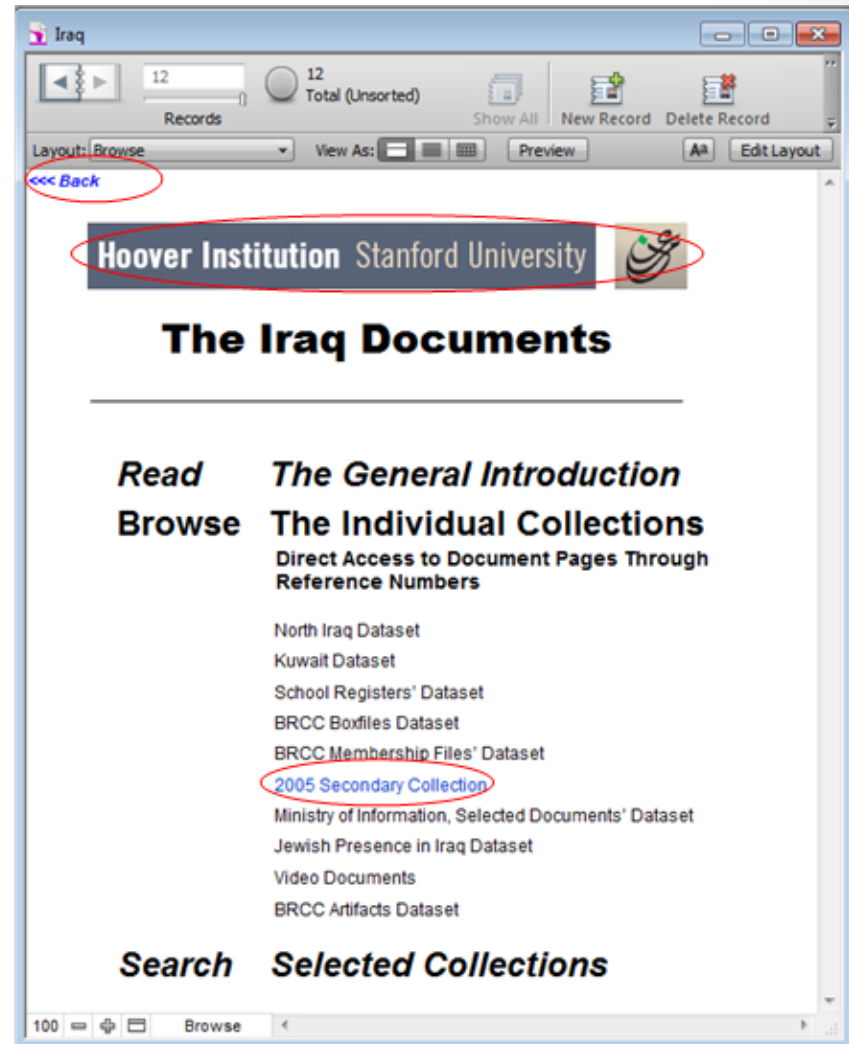 Iraq
12
Records
12
Total (Unsorted)
Show All
New Record
Delete Record
Layout: Browse
View As:
Preview
Aa
Edit Layout
<<< Back
Hoover Institution Stanford University
The Iraq Documents
Read The General Introduction
Browse The Individual Collections
Direct Access to Document Pages Through
Reference Numbers
North Iraq Dataset
Kuwait Dataset
School Registers' Dataset
BRCC Boxfiles Dataset
BRCC Membership Files' Dataset
2005 Secondary Collection
Ministry of Information, Selected Documents' Dataset
Jewish Presence in Iraq Dataset
Video Documents
BRCC Artifacts Dataset
Search Selected Collections
100
Browse